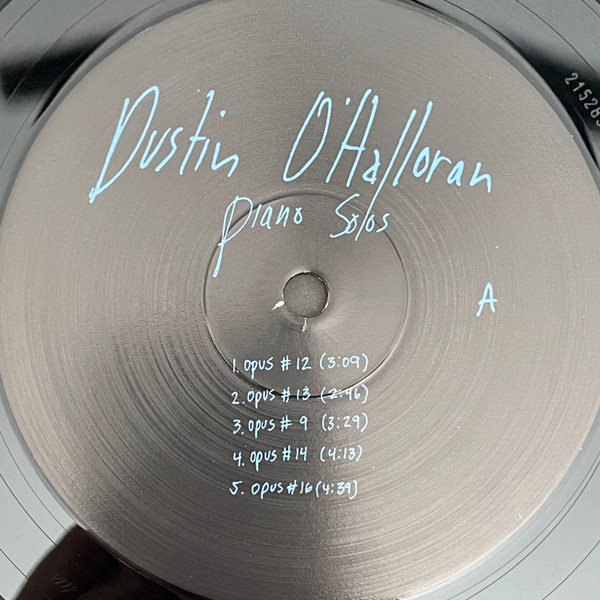 Dustin O'Halloran
Piano Solos
A
1. opus # 12 (3:09)
2. opus # 13 (2:46)
3. opus # 9 (3:29)
4. opus # 14 (4:13)
5. opus # 16 (4:39)